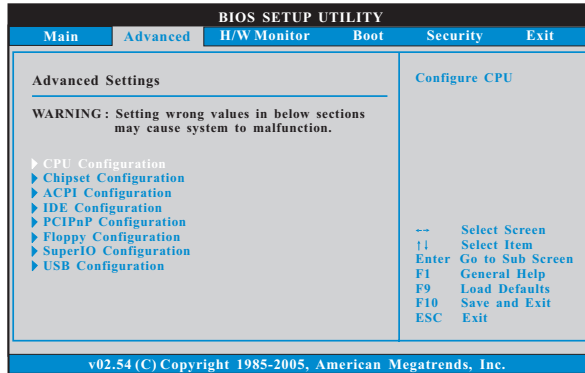 BIOS SETUP UTILITY
Main Advanced H/W Monitor Boot Security Exit
Advanced Settings
WARNING : Setting wrong values in below sections
may cause system to malfunction.
CPU Configuration
Chipset Configuration
ACPI Configuration
IDE Configuration
PCIPnP Configuration
Floppy Configuration
SuperIO Configuration
USB Configuration
Configure CPU
←→ Select Screen
↑↓ Select Item
Enter Go to Sub Screen
F1 General Help
F9 Load Defaults
F10 Save and Exit
ESC Exit
v02.54 (C) Copyright 1985-2005, American Megatrends, Inc.